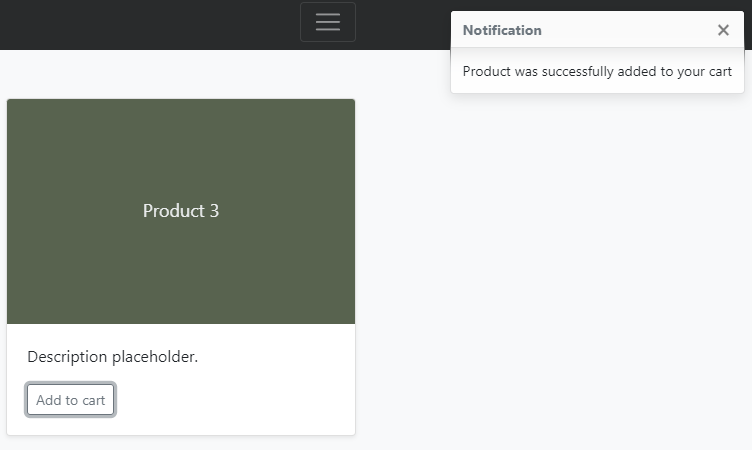 Notification
Product was successfully added to your cart
Product 3
Description placeholder.
Add to cart